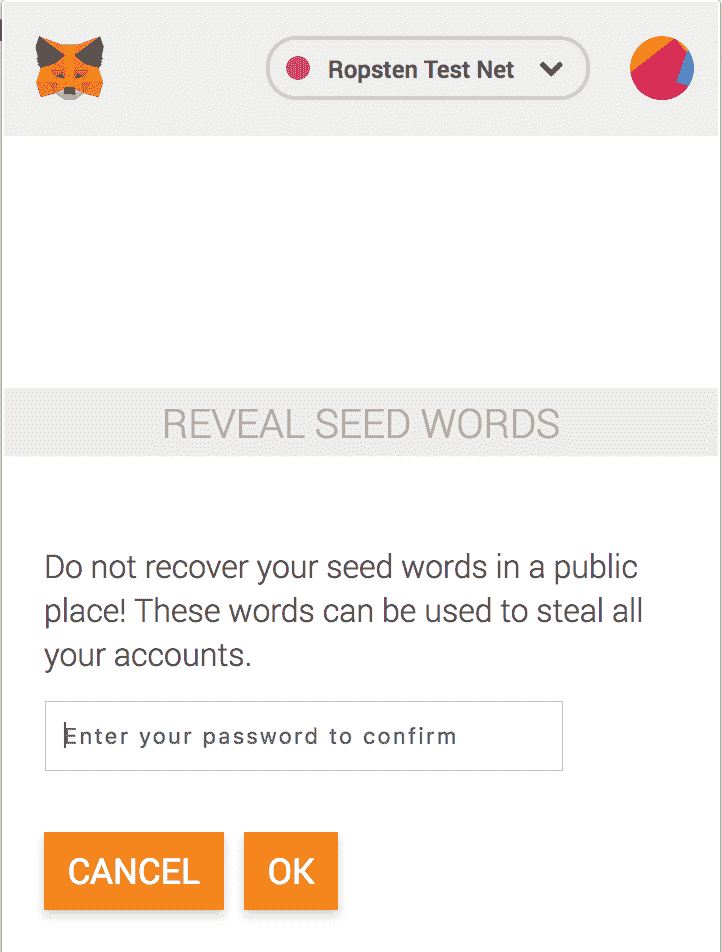 Ropsten Test Net
REVEAL SEED WORDS
Do not recover your seed words in a public
place! These words can be used to steal all
your accounts.
Enter your password to confirm
CANCEL OK